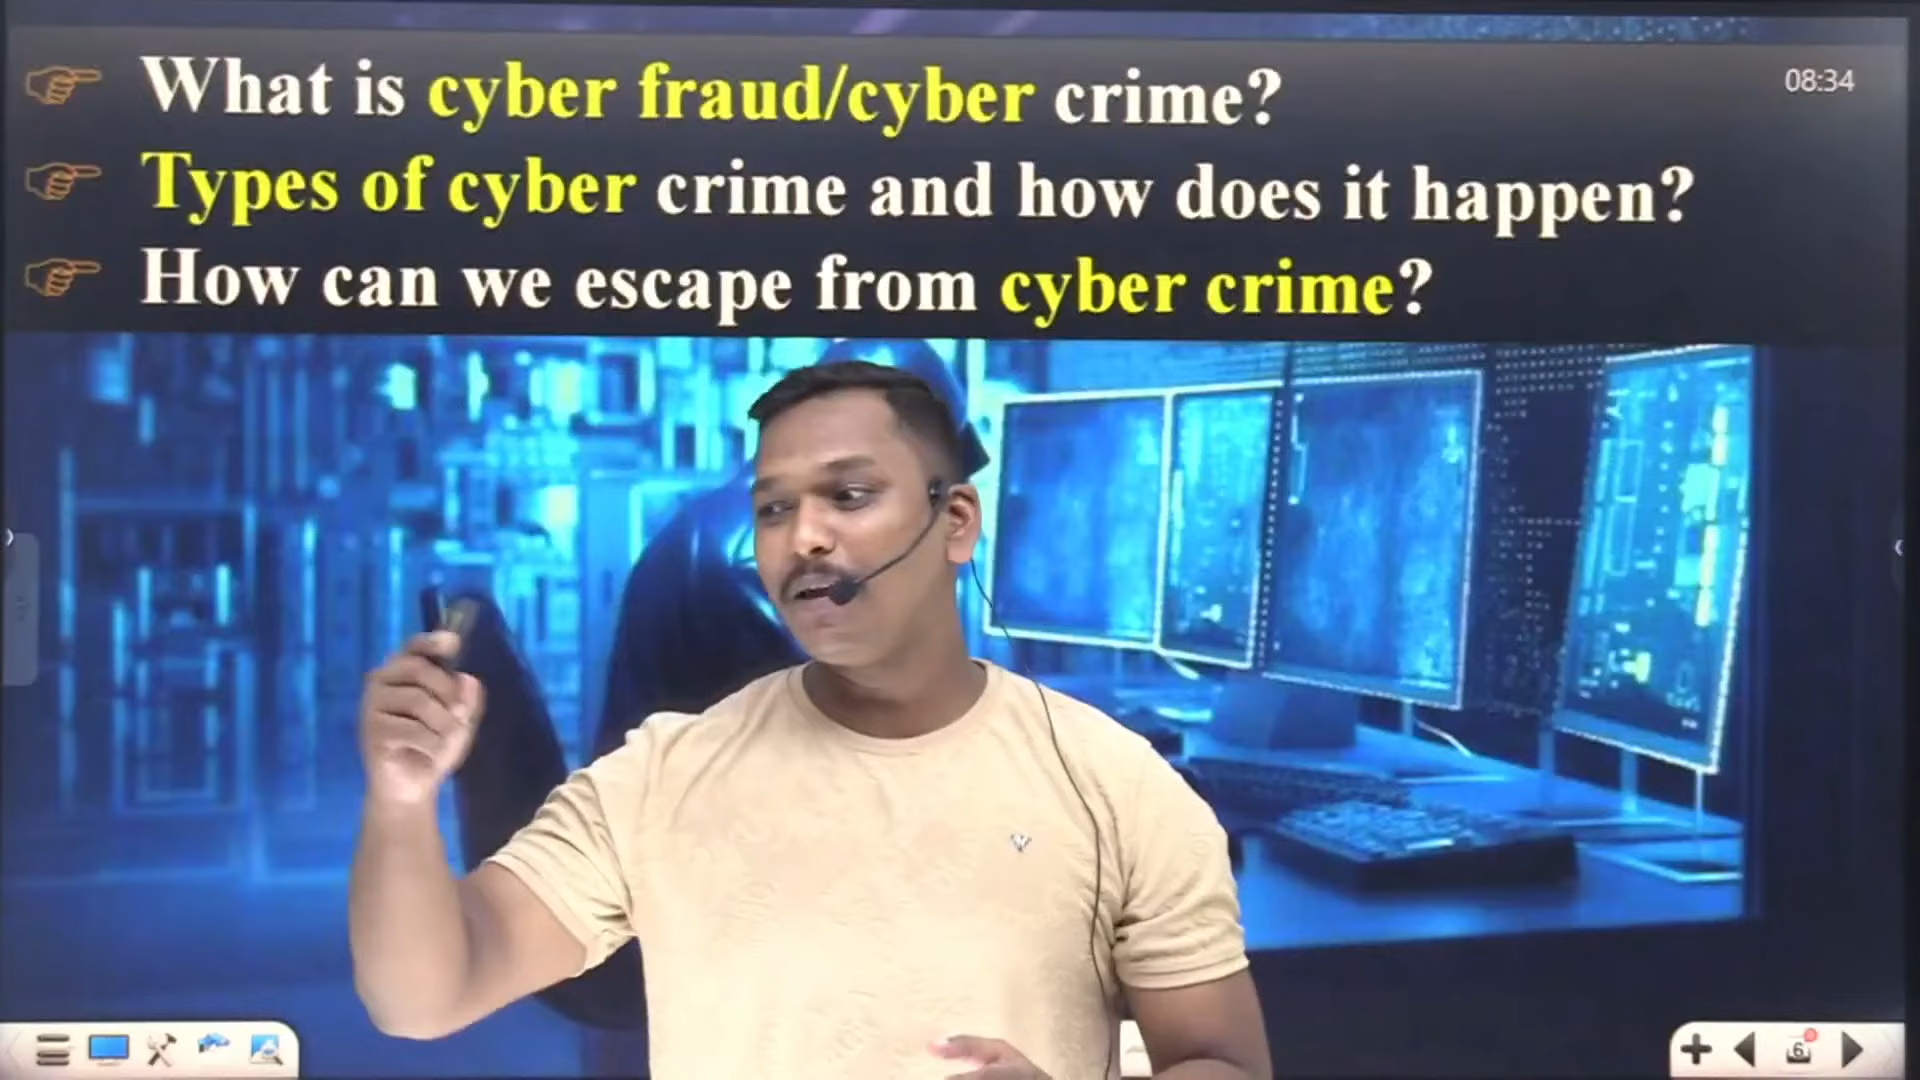 What is cyber fraud/cyber crime?
08:34
Types of cyber crime and how does it happen?
How can we escape from cyber crime?
6